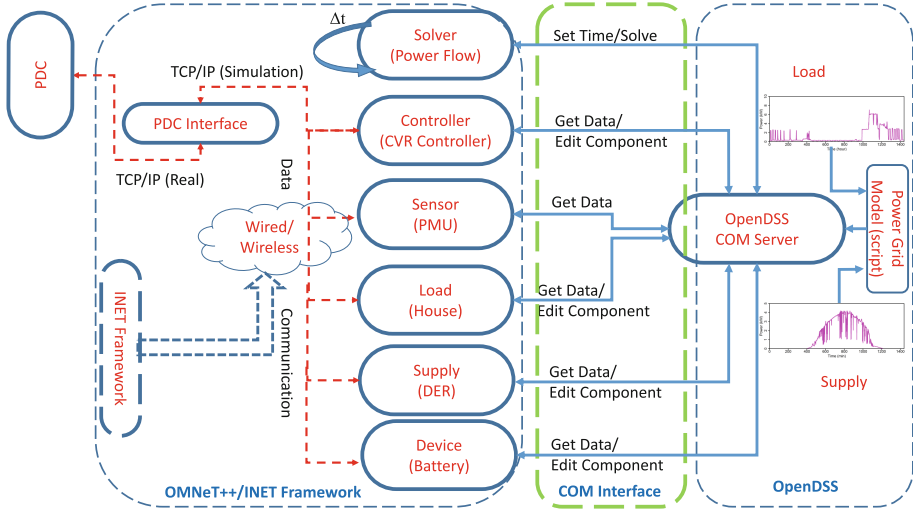 PDC
Δt
Solver
(Power Flow)
Set Time/Solve
Load
TCP/IP (Simulation)
PDC Interface
TCP/IP (Real)
Controller
(CVR Controller)
Get Data/
Edit Component
Data
Sensor
(PMU)
Get Data
Wired/
Wireless
OpenDSS
COM Server
Power Grid
Model (script)
INET Framework
Communication
Load
(House)
Get Data/
Edit Component
Supply
(DER)
Get Data/
Edit Component
Supply
Device
(Battery)
Get Data/
Edit Component
OMNeT++/INET Framework
COM Interface
OpenDSS